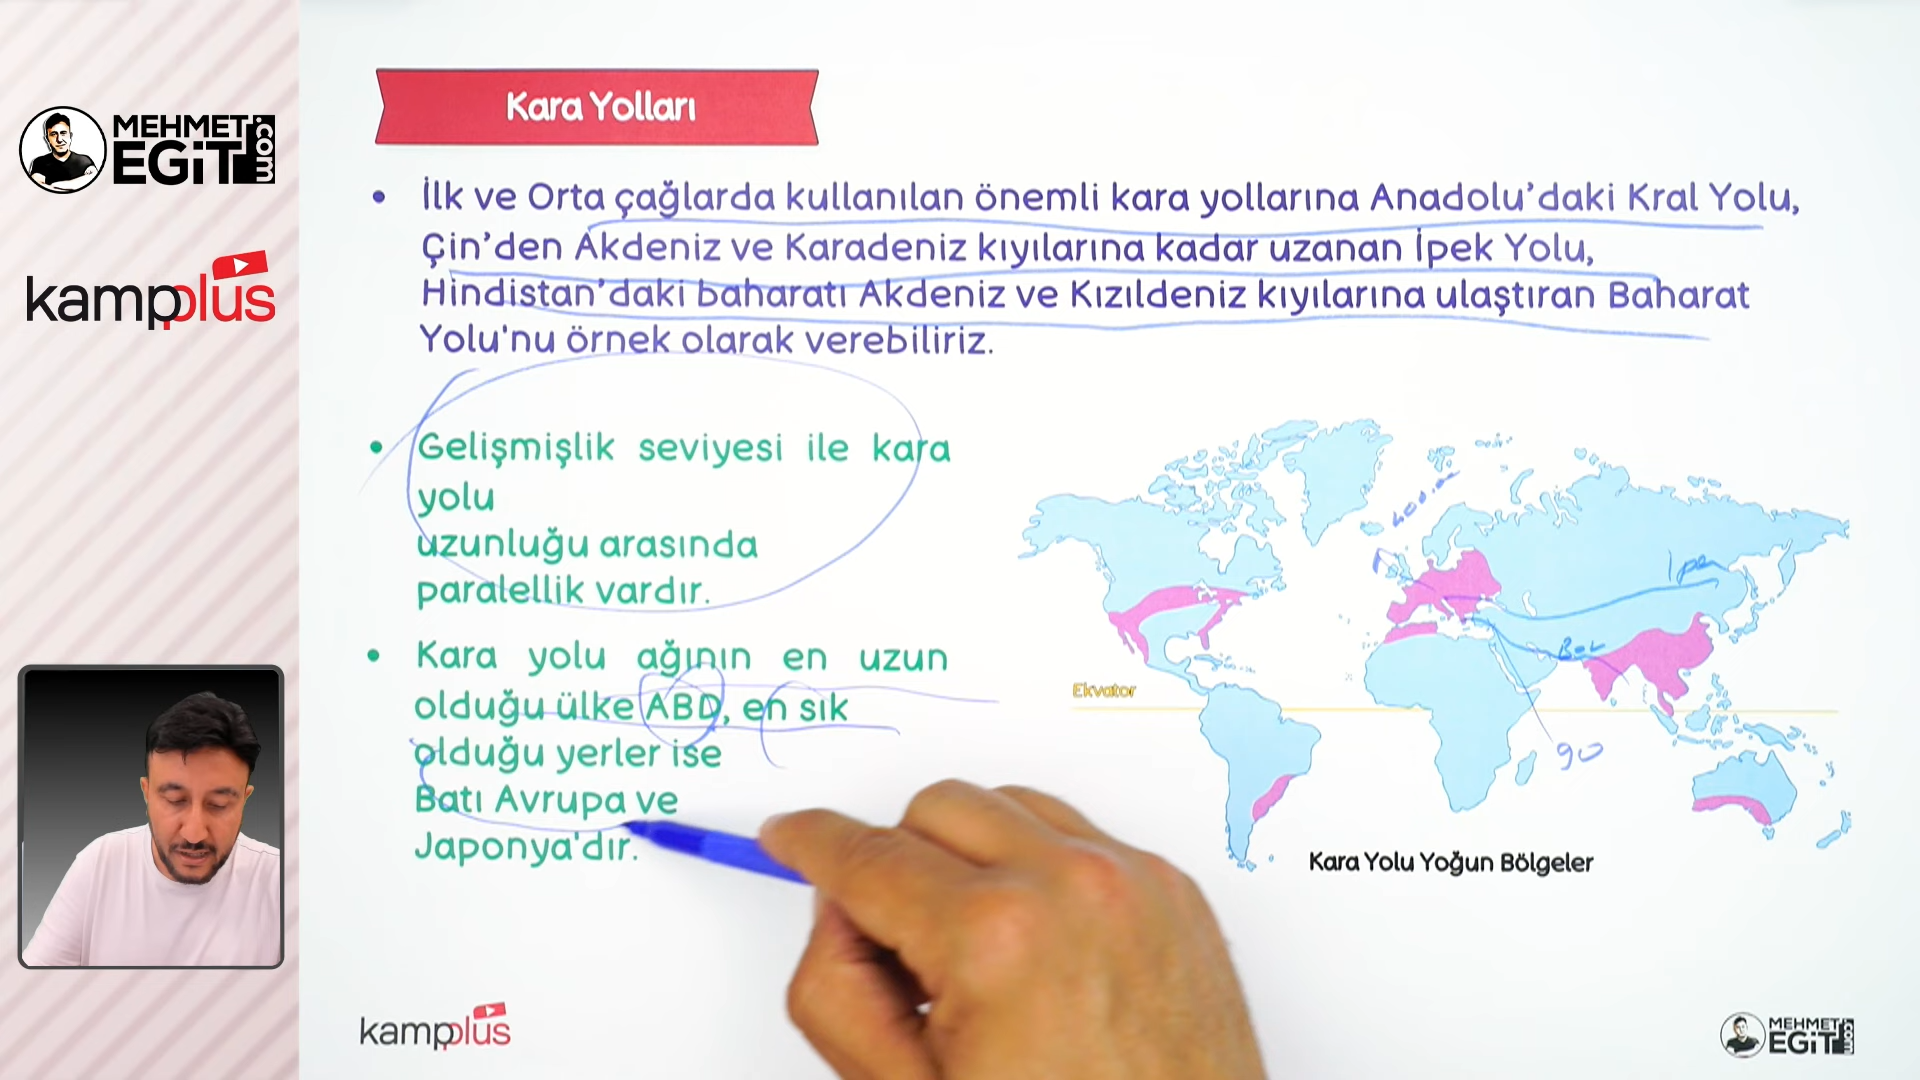 MEHMET
EGiT
.com
kampplus
Kara Yolları
• İlk ve Orta çağlarda kullanılan önemli kara yollarına Anadolu'daki Kral Yolu,
Çin'den Akdeniz ve Karadeniz kıyılarına kadar uzanan İpek Yolu,
Hindistan'daki baharatı Akdeniz ve Kızıldeniz kıyılarına ulaştıran Baharat
Yolu'nu örnek olarak verebiliriz.
• Gelişmişlik seviyesi ile kara
yolu
uzunluğu arasında
paralellik vardır.
• Kara yolu ağının en uzun
olduğu ülke ABD, en sık
olduğu yerler ise
Batı Avrupa ve
Japonya'dır.
Ekvator
90
Kara Yolu Yoğun Bölgeler
kampplus
MEHMET
EGiT
.com